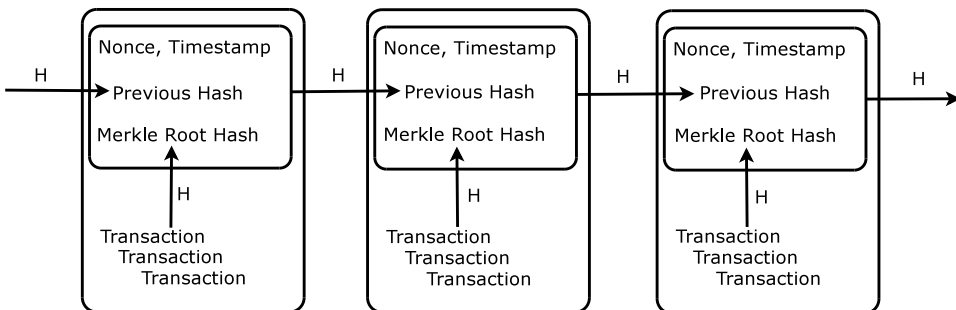 Nonce, Timestamp
H
Previous Hash
Merkle Root Hash
H
Transaction
Transaction
Transaction
Nonce, Timestamp
H
Previous Hash
Merkle Root Hash
H
Transaction
Transaction
Transaction
Nonce, Timestamp
H
Previous Hash
Merkle Root Hash
H
Transaction
Transaction
Transaction
H